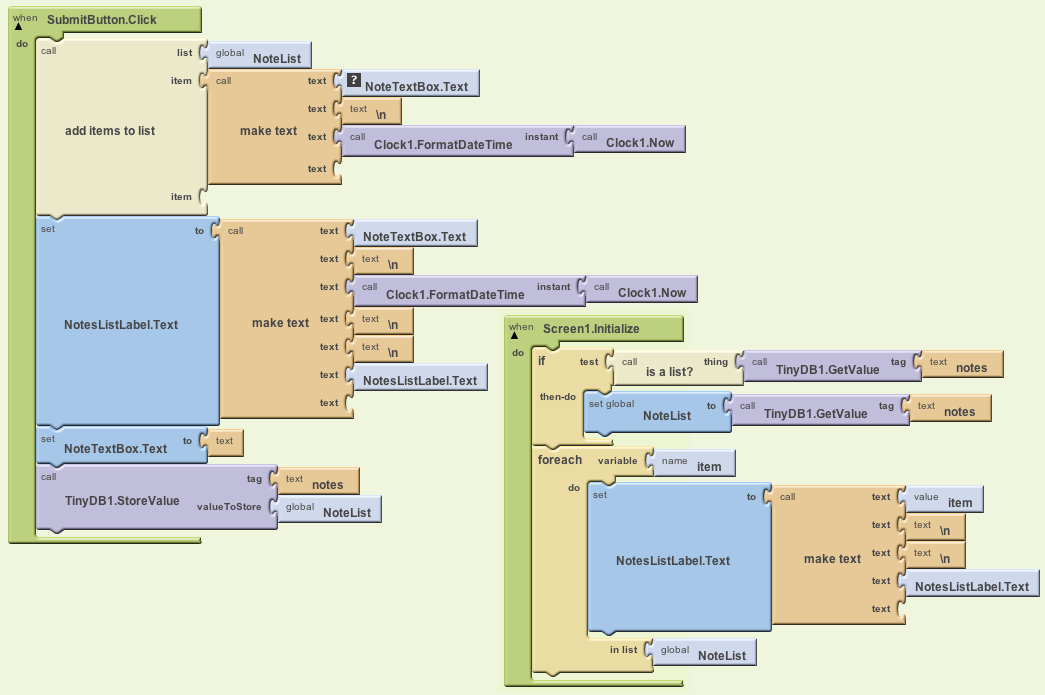 when SubmitButton.Click
do
call list global NoteList
item call text ? NoteTextBox.Text
text text \n
add items to list make text text call Clock1.FormatDateTime instant call Clock1.Now
text
item
set to call text NoteTextBox.Text
text text \n
text call Clock1.FormatDateTime instant call Clock1.Now
NotesListLabel.Text make text text text \n
text text \n
text NotesListLabel.Text
text
set NoteTextBox.Text to text
call TinyDB1.StoreValue tag text notes
valueToStore global NoteList
when Screen1.Initialize
do if test call is a list? thing call TinyDB1.GetValue tag text notes
then-do set global NoteList to call TinyDB1.GetValue tag text notes
foreach variable name item
do set to call text value item
text text \n
NotesListLabel.Text make text text text \n
text NotesListLabel.Text
text
in list global NoteList